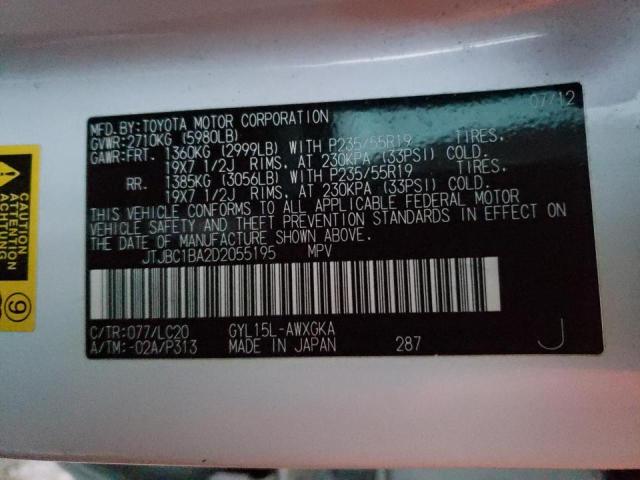 07/12
MFD.BY:TOYOTA MOTOR CORPORATION
GVWR:2710KG (5980LB)
GAWR:FRT. 1360KG (2999LB) WITH P235/55R19 TIRES.
19X7 1/2J RIMS. AT 230KPA (33PSI) COLD.
RR. 1385KG (3056LB) WITH P235/55R19 TIRES.
19X7 1/2J RIMS. AT 230KPA (33PSI) COLD.
THIS VEHICLE CONFORMS TO ALL APPLICABLE FEDERAL MOTOR
VEHICLE SAFETY AND THEFT PREVENTION STANDARDS IN EFFECT ON
THE DATE OF MANUFACTURE SHOWN ABOVE.
JTJBC1BA2D2055195 MPV
C/TR:077/LC20 GYL15L-AWXGKA
A/TM:-02A/P313 MADE IN JAPAN 287 J
CAUTION
ATTENTION
ACTUATING
9